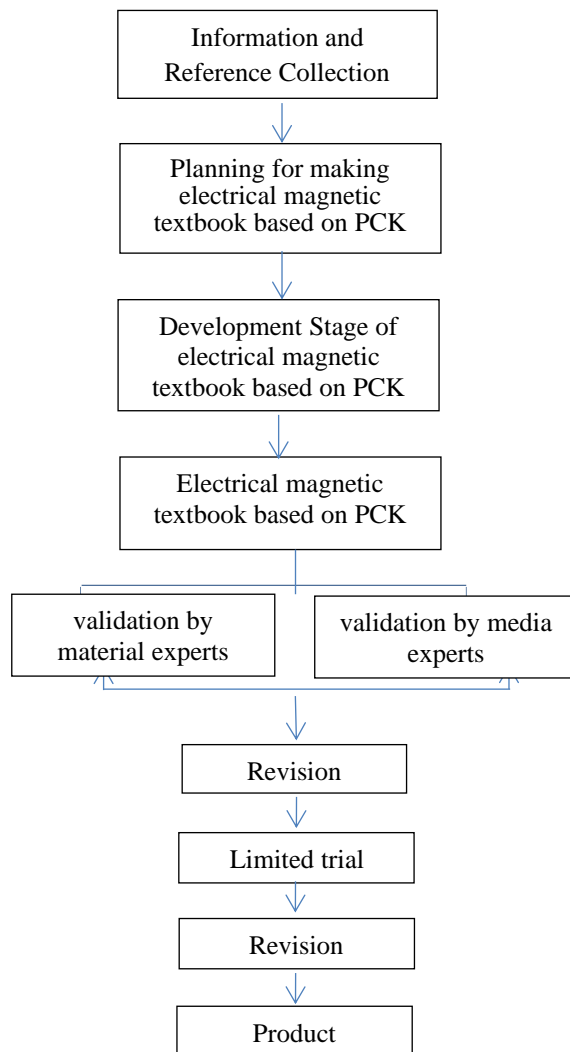 Information and
Reference Collection
Planning for making
electrical magnetic
textbook based on PCK
Development Stage of
electrical magnetic
textbook based on PCK
Electrical magnetic
textbook based on PCK
validation by
material experts
validation by media
experts
Revision
Limited trial
Revision
Product